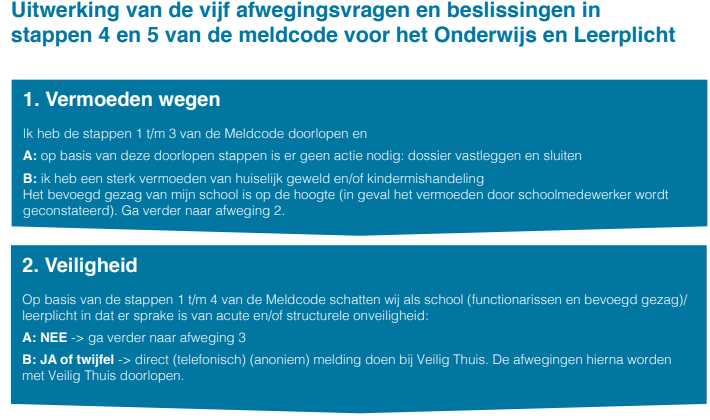 Uitwerking van de vijf afwegingsvragen en beslissingen in
stappen 4 en 5 van de meldcode voor het Onderwijs en Leerplicht
1. Vermoeden wegen
Ik heb de stappen 1 t/m 3 van de Meldcode doorlopen en
A: op basis van deze doorlopen stappen is er geen actie nodig: dossier vastleggen en sluiten
B: ik heb een sterk vermoeden van huiselijk geweld en/of kindermishandeling
Het bevoegd gezag van mijn school is op de hoogte (in geval het vermoeden door schoolmedewerker wordt
geconstateerd). Ga verder naar afweging 2.
2. Veiligheid
Op basis van de stappen 1 t/m 4 van de Meldcode schatten wij als school (functionarissen en bevoegd gezag)/
leerplicht in dat er sprake is van acute en/of structurele onveiligheid:
A: NEE -> ga verder naar afweging 3
B: JA of twijfel -> direct (telefonisch) (anoniem) melding doen bij Veilig Thuis. De afwegingen hierna worden
met Veilig Thuis doorlopen.